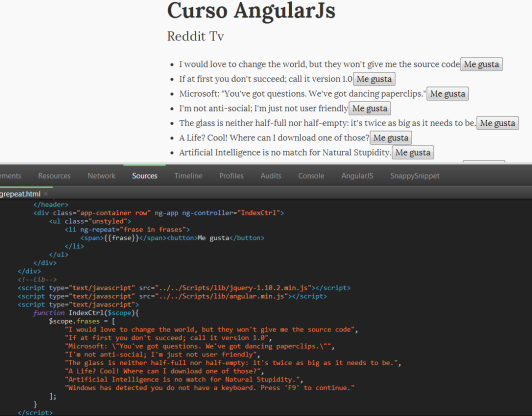 Curso AngularJs
Reddit Tv
• I would love to change the world, but they won't give me the source code Me gusta
• If at first you don't succeed; call it version 1.0 Me gusta
• Microsoft: "You've got questions. We've got dancing paperclips." Me gusta
• I'm not anti-social; I'm just not user friendly Me gusta
• The glass is neither half-full nor half-empty: it's twice as big as it needs to be. Me gusta
• A Life? Cool! Where can I download one of those? Me gusta
• Artificial Intelligence is no match for Natural Stupidity. Me gusta
ments Resources Network Sources Timeline Profiles Audits Console AngularJS SnappySnippet
grepeat.html ×
</header>
<div class="app-container row" ng-app ng-controller="IndexCtrl">
<ul class="unstyled">
<li ng-repeat="frase in frases">
<span>{{frase}}</span><button>Me gusta</button>
</li>
</ul>
</div>
</div>
<!--Lib-->
<script type="text/javascript" src="../../Scripts/lib/jquery-1.10.2.min.js"></script>
<script type="text/javascript" src="../../Scripts/lib/angular.min.js"></script>
<script type="text/javascript">
function IndexCtrl($scope){
$scope.frases = [
"I would love to change the world, but they won't give me the source code",
"If at first you don't succeed; call it version 1.0",
"Microsoft: \"You've got questions. We've got dancing paperclips.\"",
"I'm not anti-social; I'm just not user friendly",
"The glass is neither half-full nor half-empty: it's twice as big as it needs to be.",
"A Life? Cool! Where can I download one of those?",
"Artificial Intelligence is no match for Natural Stupidity.",
"Windows has detected you do not have a keyboard. Press 'F9' to continue."
];
}
</script>